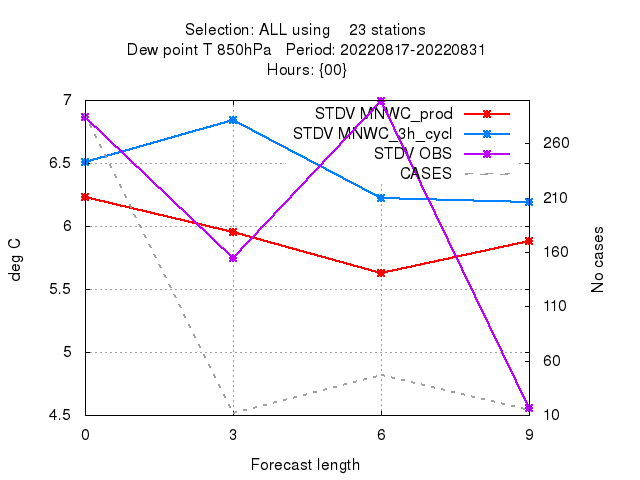 Selection: ALL using    23 stations
Dew point T 850hPa   Period: 20220817-20220831
Hours: {00}
7
6.5
6
5.5
5
4.5
deg C
STDV MNWC_prod
STDV MNWC_3h_cycl
STDV OBS
CASES
260
210
160
110
60
10
No cases
0 3 6 9
Forecast length